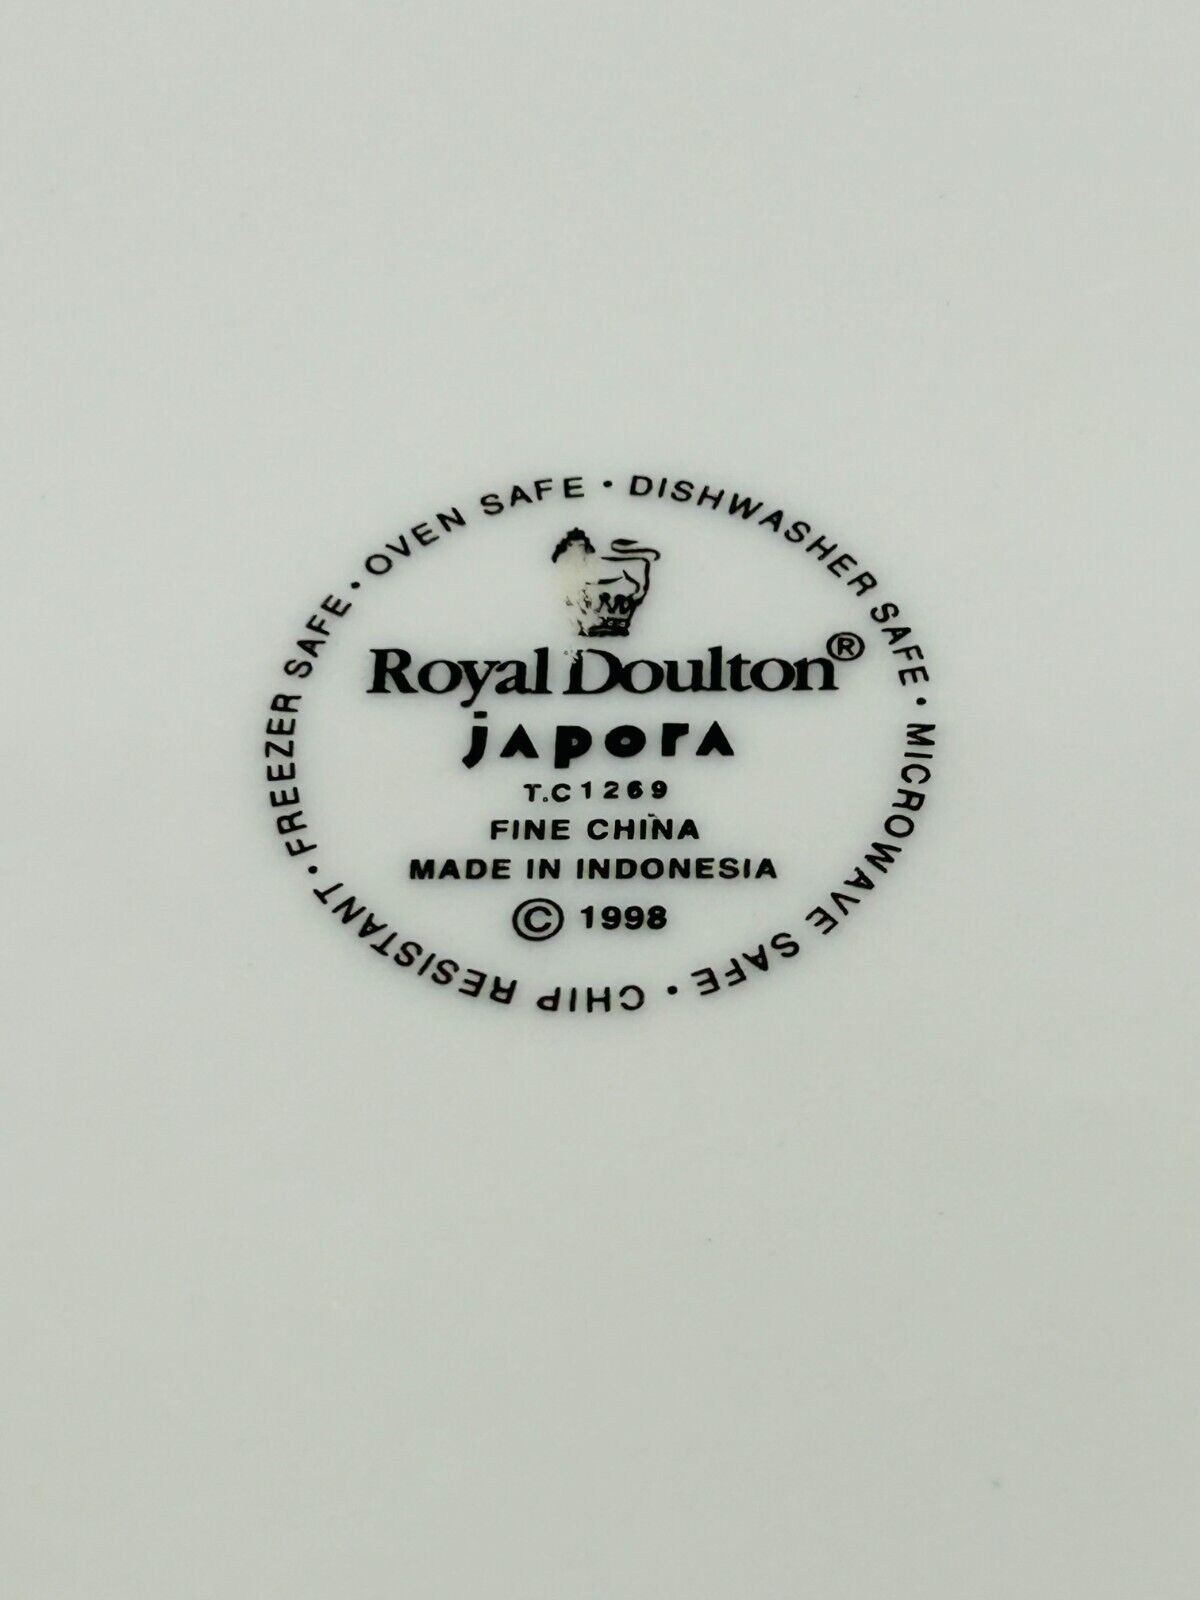 FREEZER SAFE · OVEN SAFE · DISHWASHER SAFE · MICROWAVE SAFE · CHIP RESISTANT ·
Royal Doulton®
japora
T.C1269
FINE CHINA
MADE IN INDONESIA
© 1998